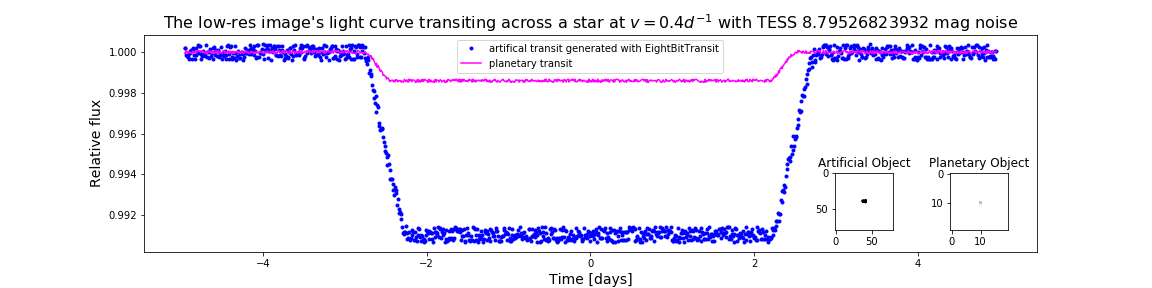 The low-res image's light curve transiting across a star at v = 0.4d⁻¹ with TESS 8.79526823932 mag noise
artifical transit generated with EightBitTransit
planetary transit
Relative flux
1.000
0.998
0.996
0.994
0.992
Artificial Object
0
50
0
50
Planetary Object
0
10
0
10
−4
−2
0
2
4
Time [days]